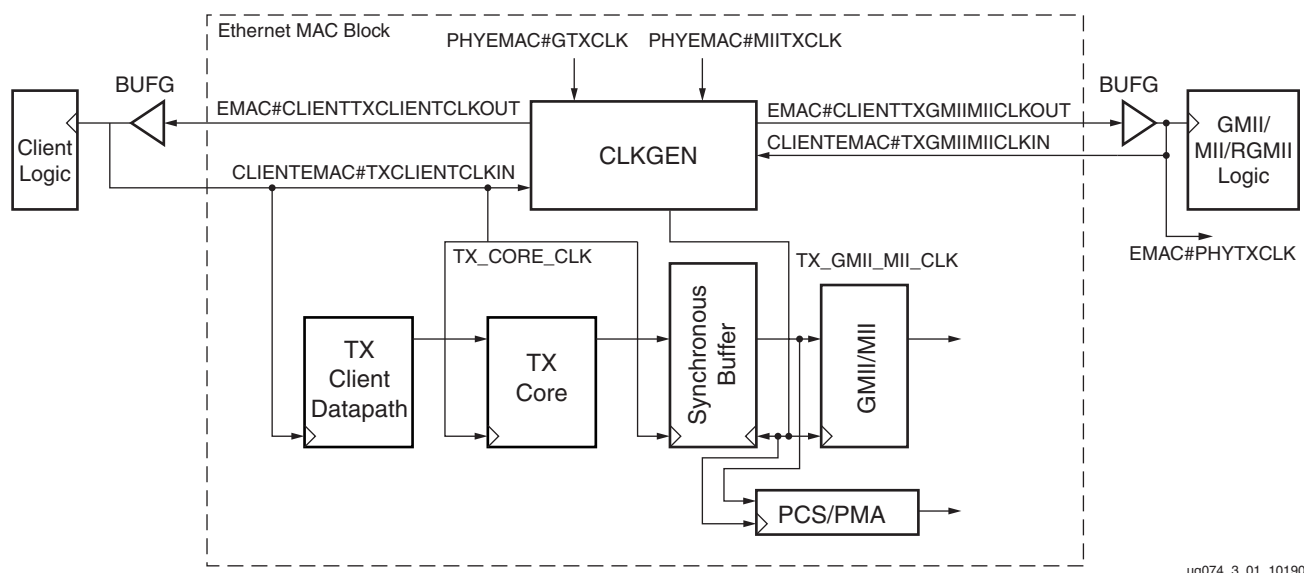 Ethernet MAC Block
PHYEMAC#GTXCLK
PHYEMAC#MIITXCLK
BUFG
EMAC#CLIENTTXCLIENTCLKOUT
EMAC#CLIENTTXGMIIMIICLKOUT
BUFG
Client
Logic
CLKGEN
CLIENTEMAC#TXGMIIMIICLKIN
GMII/
MII/RGMII
Logic
CLIENTEMAC#TXCLIENTCLKIN
EMAC#PHYTXCLK
TX_CORE_CLK
TX_GMII_MII_CLK
TX
Client
Datapath
TX
Core
Synchronous
Buffer
GMII/MII
PCS/PMA